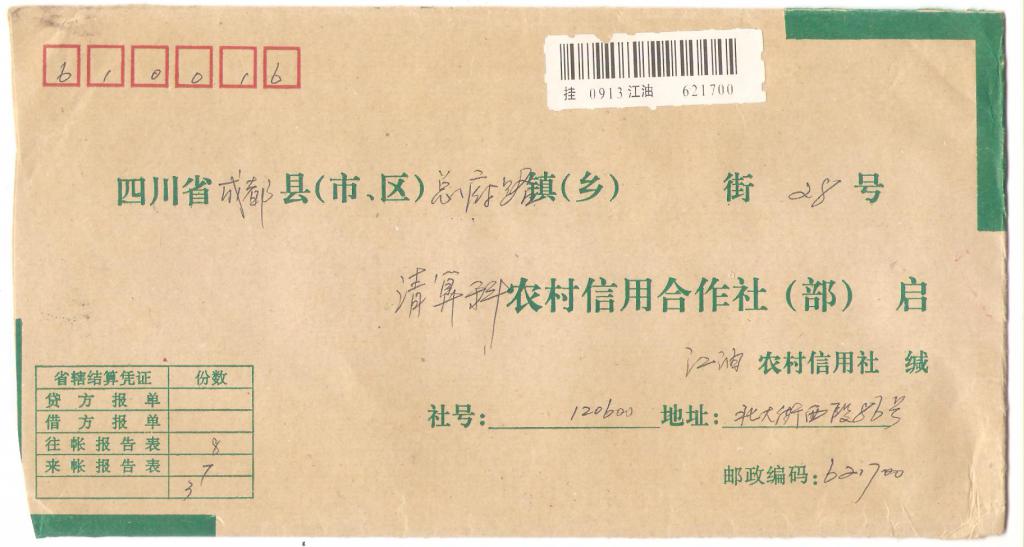 610016
挂 0913 江油 621700
四川省成都县(市、区)总府路镇(乡) 街 28 号
清算科农村信用合作社(部) 启
江油 农村信用社 缄
社号: 120600 地址: 北大街西段86号
邮政编码: 621700
省辖结算凭证 份数
贷方报单
借方报单
往帐报告表 8
来帐报告表 7
3